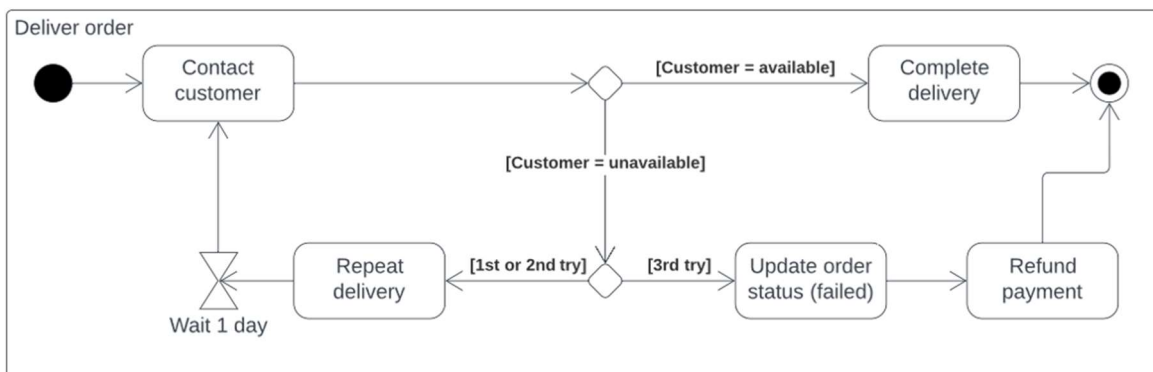 Deliver order
Contact
customer
[Customer = available]
Complete
delivery
[Customer = unavailable]
Repeat
delivery
[1st or 2nd try]
[3rd try]
Update order
status (failed)
Refund
payment
Wait 1 day